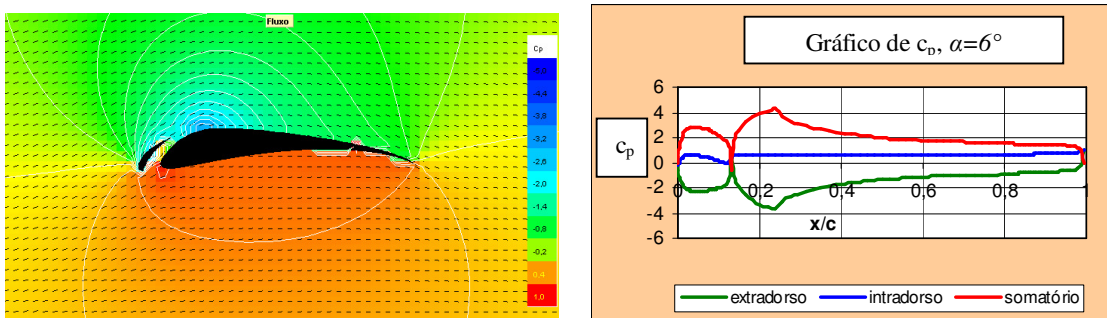 Fluxo
Cp
-5,0
-4,4
-3,8
-3,2
-2,6
-2,0
-1,4
-0,8
-0,2
0,4
1,0
Gráfico de cp, α=6°
cp
6
4
2
0
-2
-4
-6
0 0,2 0,4 0,6 0,8 1
x/c
extradorso intradorso somatório